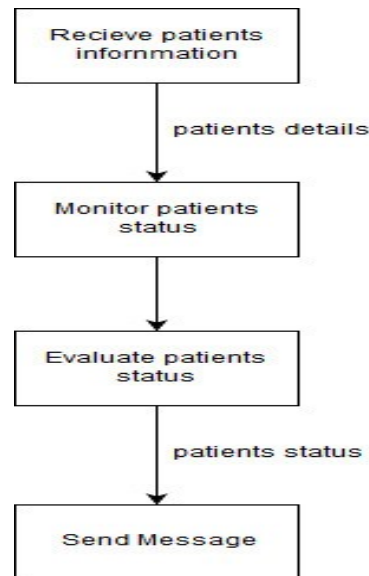 Recieve patients
infornmation
patients details
Monitor patients
status
Evaluate patients
status
patients status
Send Message